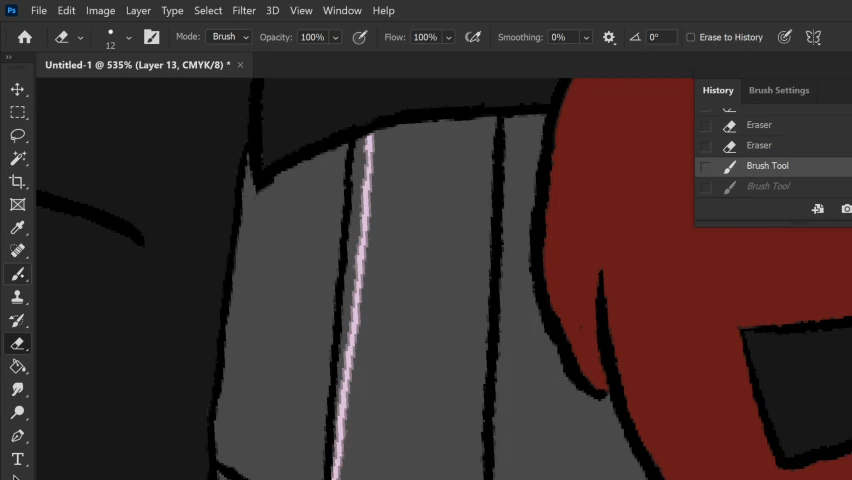 Ps File Edit Image Layer Type Select Filter 3D View Window Help
12 Mode: Brush Opacity: 100% Flow: 100% Smoothing: 0% 0° Erase to History
Untitled-1 @ 535% (Layer 13, CMYK/8) * ×
History Brush Settings
Eraser
Eraser
Brush Tool
Brush Tool
T